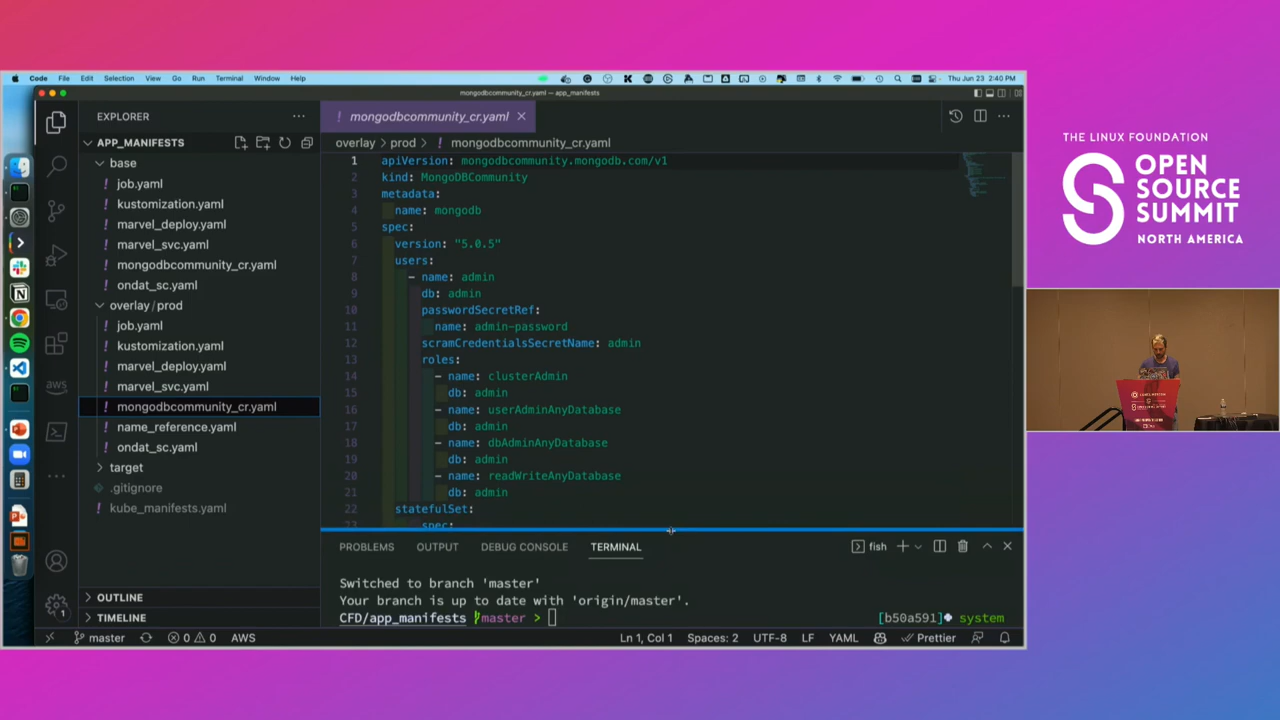 Code File Edit Selection View Go Run Terminal Window Help
Thu Jun 23 2:40 PM
mongodbcommunity_cr.yaml — app_manifests
EXPLORER
APP_MANIFESTS
base
job.yaml
kustomization.yaml
marvel_deploy.yaml
marvel_svc.yaml
mongodbcommunity_cr.yaml
ondat_sc.yaml
overlay/prod
job.yaml
kustomization.yaml
marvel_deploy.yaml
marvel_svc.yaml
mongodbcommunity_cr.yaml
name_reference.yaml
ondat_sc.yaml
target
.gitignore
kube_manifests.yaml
OUTLINE
TIMELINE
mongodbcommunity_cr.yaml
overlay > prod > ! mongodbcommunity_cr.yaml
1 apiVersion: mongodbcommunity.mongodb.com/v1
2 kind: MongoDBCommunity
3 metadata:
4 name: mongodb
5 spec:
6 version: "5.0.5"
7 users:
8 - name: admin
9 db: admin
10 passwordSecretRef:
11 name: admin-password
12 scramCredentialsSecretName: admin
13 roles:
14 - name: clusterAdmin
15 db: admin
16 - name: userAdminAnyDatabase
17 db: admin
18 - name: dbAdminAnyDatabase
19 db: admin
20 - name: readWriteAnyDatabase
21 db: admin
22 statefulSet:
23 spec:
PROBLEMS OUTPUT DEBUG CONSOLE TERMINAL
fish
Switched to branch 'master'
Your branch is up to date with 'origin/master'.
CFD/app_manifests master >
[b50a591] system
master 0 0 AWS
Ln 1, Col 1 Spaces: 2 UTF-8 LF YAML Prettier
aws
1
THE LINUX FOUNDATION
OPEN
SOURCE
SUMMIT
NORTH AMERICA